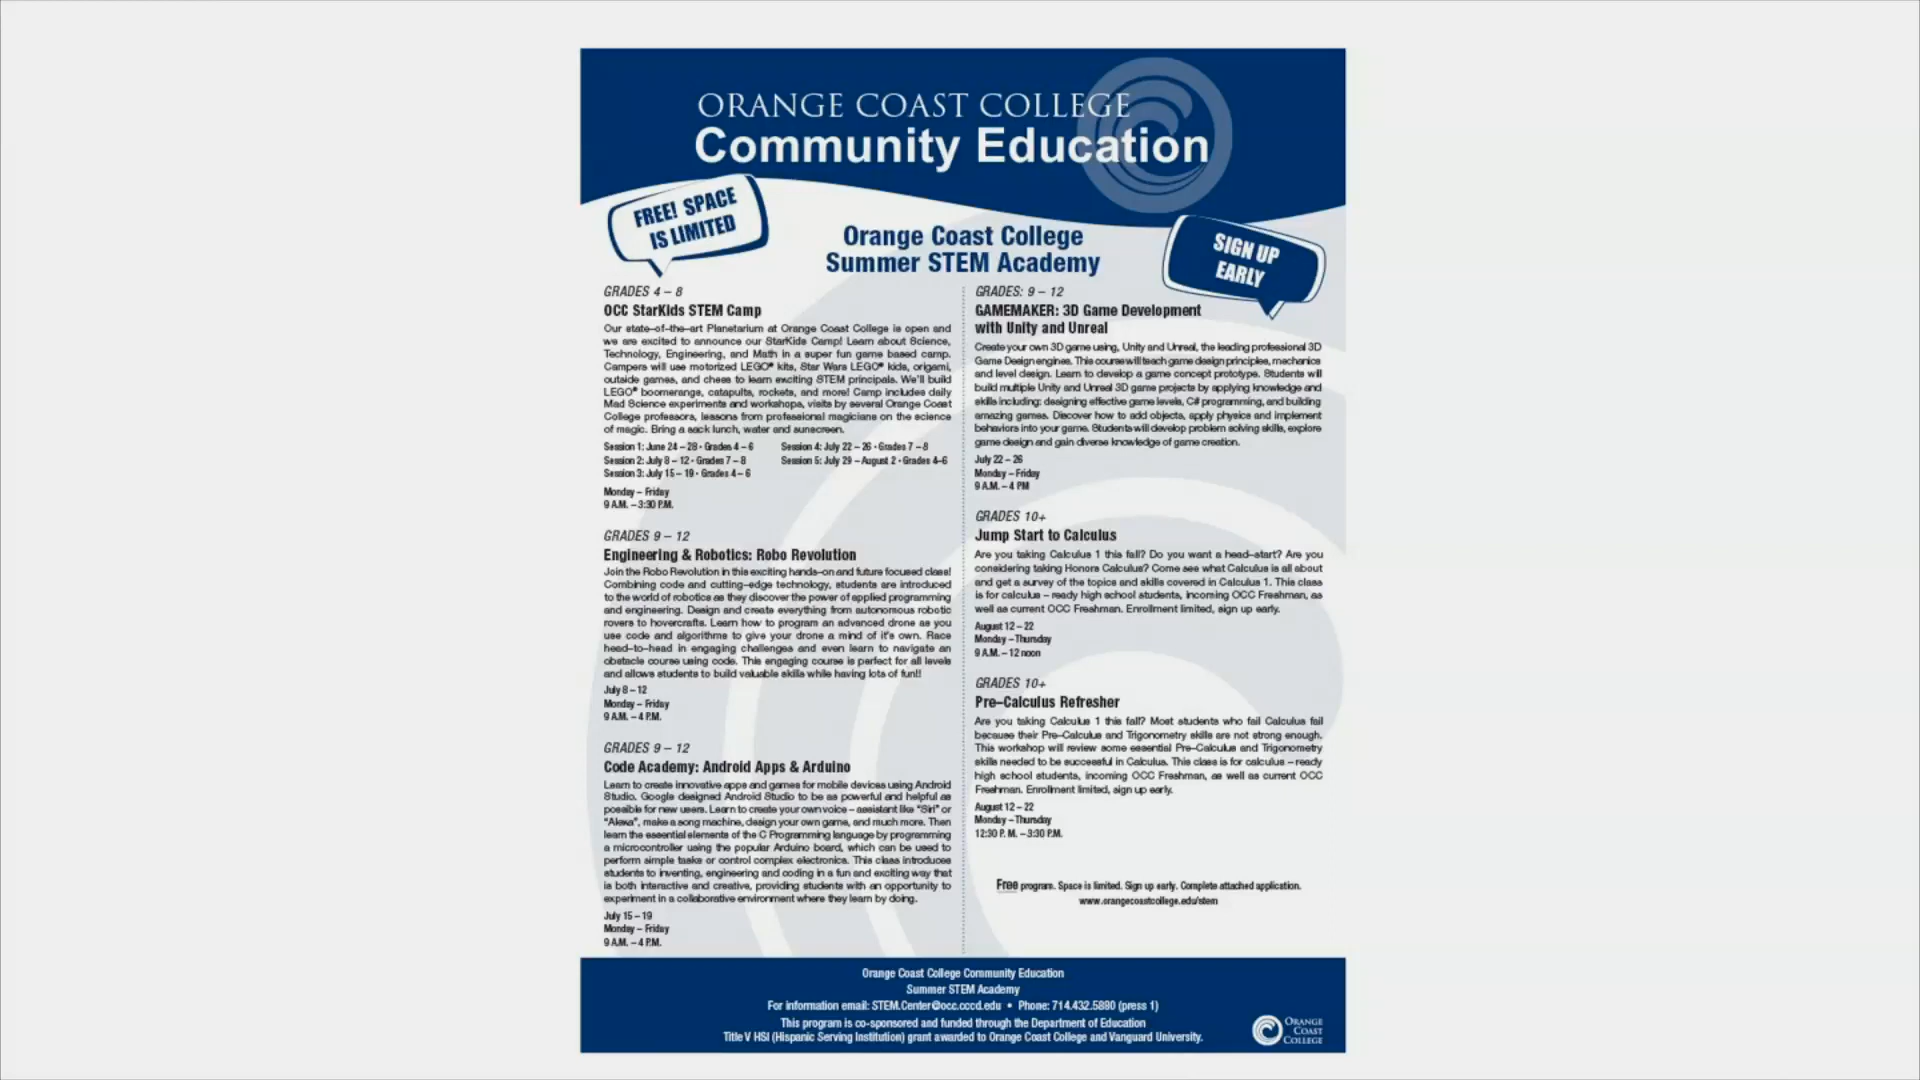 ORANGE COAST COLLEGE
Community Education
FREE! SPACE
IS LIMITED
Orange Coast College
Summer STEM Academy
SIGN UP
EARLY
GRADES 4 – 8
OCC StarKids STEM Camp
Our state–of–the–art Planetarium at Orange Coast College is open and
we are excited to announce our StarKids Camp! Learn about Science,
Technology, Engineering, and Math in a super fun game based camp.
Campers will use motorized LEGO® kits, Star Wars LEGO® kids, origami,
outside games, and chess to learn exciting STEM principals. We'll build
LEGO® boomerangs, catapults, rockets, and more! Camp includes daily
Mad Science experiments and workshops, visits by several Orange Coast
College professors, lessons from professional magicians on the science
of magic. Bring a sack lunch, water and sunscreen.
Session 1: June 24 – 28 • Grades 4 – 6
Session 2: July 8 – 12 • Grades 7 – 8
Session 3: July 15 – 19 • Grades 4 – 6
Session 4: July 22 – 26 • Grades 7 – 8
Session 5: July 29 – August 2 • Grades 4–6
Monday – Friday
9 A.M. – 3:30 P.M.
GRADES 9 – 12
Engineering & Robotics: Robo Revolution
Join the Robo Revolution in this exciting hands–on and future focused class!
Combining code and cutting–edge technology, students are introduced
to the world of robotics as they discover the power of applied programming
and engineering. Design and create everything from autonomous robotic
rovers to hovercrafts. Learn how to program an advanced drone as you
use code and algorithms to give your drone a mind of it's own. Race
head–to–head in engaging challenges and even learn to navigate an
obstacle course using code. This engaging course is perfect for all levels
and allows students to build valuable skills while having lots of fun!!
July 8 – 12
Monday – Friday
9 A.M. – 4 P.M.
GRADES 9 – 12
Code Academy: Android Apps & Arduino
Learn to create innovative apps and games for mobile devices using Android
Studio. Google designed Android Studio to be as powerful and helpful as
possible for new users. Learn to create your own voice – assistant like "Siri" or
"Alexa", make a song machine, design your own game, and much more. Then
learn the essential elements of the C Programming language by programming
a microcontroller using the popular Arduino board, which can be used to
perform simple tasks or control complex electronics. This class introduces
students to inventing, engineering and coding in a fun and exciting way that
is both interactive and creative, providing students with an opportunity to
experiment in a collaborative environment where they learn by doing.
July 15 – 19
Monday – Friday
9 A.M. – 4 P.M.
GRADES: 9 – 12
GAMEMAKER: 3D Game Development
with Unity and Unreal
Create your own 3D game using, Unity and Unreal, the leading professional 3D
Game Design engines. This course will teach game design principles, mechanics
and level design. Learn to develop a game concept prototype. Students will
build multiple Unity and Unreal 3D game projects by applying knowledge and
skills including: designing effective game levels, C# programming, and building
amazing games. Discover how to add objects, apply physics and implement
behaviors into your game. Students will develop problem solving skills, explore
game design and gain diverse knowledge of game creation.
July 22 – 26
Monday – Friday
9 A.M. – 4 PM
GRADES 10+
Jump Start to Calculus
Are you taking Calculus 1 this fall? Do you want a head–start? Are you
considering taking Honors Calculus? Come see what Calculus is all about
and get a survey of the topics and skills covered in Calculus 1. This class
is for calculus – ready high school students, incoming OCC Freshman, as
well as current OCC Freshman. Enrollment limited, sign up early.
August 12 – 22
Monday – Thursday
9 A.M. – 12 noon
GRADES 10+
Pre–Calculus Refresher
Are you taking Calculus 1 this fall? Most students who fail Calculus fail
because their Pre–Calculus and Trigonometry skills are not strong enough.
This workshop will review some essential Pre–Calculus and Trigonometry
skills needed to be successful in Calculus. This class is for calculus – ready
high school students, incoming OCC Freshman, as well as current OCC
Freshman. Enrollment limited, sign up early.
August 12 – 22
Monday – Thursday
12:30 P. M. – 3:30 P.M.
Free program. Space is limited. Sign up early. Complete attached application.
www.orangecoastcollege.edu/stem
Orange Coast College Community Education
Summer STEM Academy
For information email: STEM.Center@occ.cccd.edu • Phone: 714.432.5880 (press 1)
This program is co-sponsored and funded through the Department of Education
Title V HSI (Hispanic Serving Institution) grant awarded to Orange Coast College and Vanguard University.
ORANGE
COAST
COLLEGE